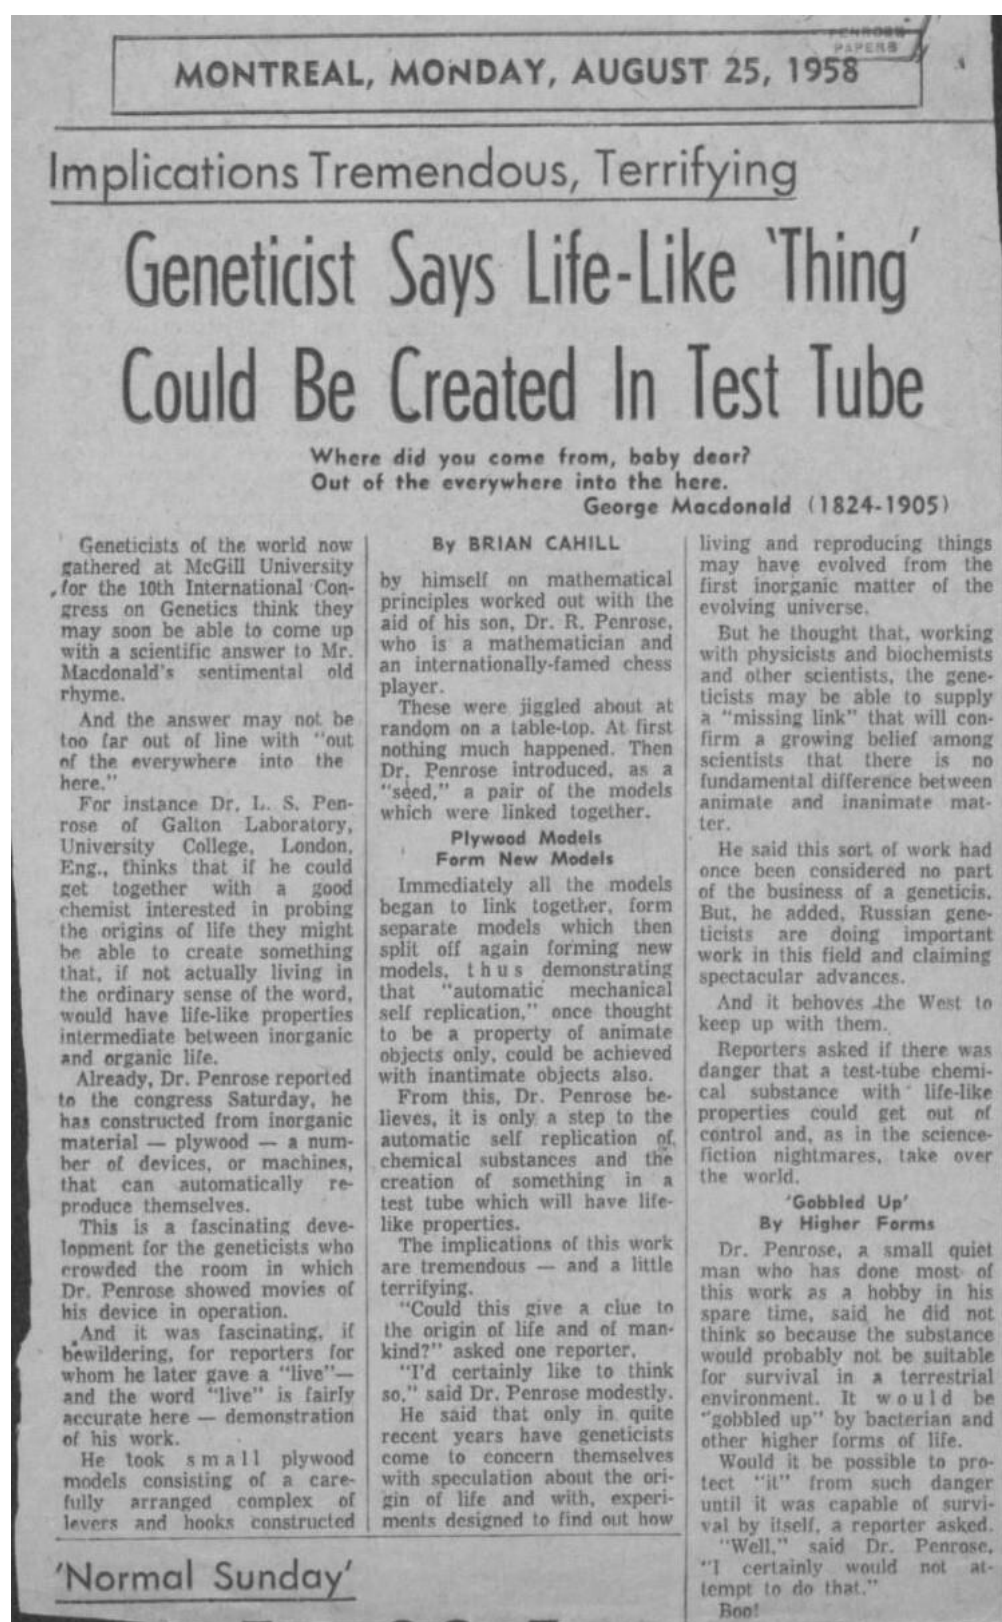 PENROSE
PAPERS
MONTREAL, MONDAY, AUGUST 25, 1958
Implications Tremendous, Terrifying
Geneticist Says Life-Like 'Thing'
Could Be Created In Test Tube
Where did you come from, baby dear?
Out of the everywhere into the here.
George Macdonald (1824-1905)
Geneticists of the world now
gathered at McGill University
for the 10th International Con-
gress on Genetics think they
may soon be able to come up
with a scientific answer to Mr.
Macdonald's sentimental old
rhyme.
And the answer may not be
too far out of line with "out
of the everywhere into the
here."
For instance Dr. L. S. Pen-
rose of Galton Laboratory,
University College, London,
Eng., thinks that if he could
get together with a good
chemist interested in probing
the origins of life they might
be able to create something
that, if not actually living in
the ordinary sense of the word,
would have life-like properties
intermediate between inorganic
and organic life.
Already, Dr. Penrose reported
to the congress Saturday, he
has constructed from inorganic
material — plywood — a num-
ber of devices, or machines,
that can automatically re-
produce themselves.
This is a fascinating deve-
lopment for the geneticists who
crowded the room in which
Dr. Penrose showed movies of
his device in operation.
And it was fascinating, if
bewildering, for reporters for
whom he later gave a "live"—
and the word "live" is fairly
accurate here — demonstration
of his work.
He took small plywood
models consisting of a care-
fully arranged complex of
levers and hooks constructed
By BRIAN CAHILL
by himself on mathematical
principles worked out with the
aid of his son, Dr. R. Penrose,
who is a mathematician and
an internationally-famed chess
player.
These were jiggled about at
random on a table-top. At first
nothing much happened. Then
Dr. Penrose introduced, as a
"seed," a pair of the models
which were linked together.
Plywood Models
Form New Models
Immediately all the models
began to link together, form
separate models which then
split off again forming new
models, thus demonstrating
that "automatic mechanical
self replication," once thought
to be a property of animate
objects only, could be achieved
with inantimate objects also.
From this, Dr. Penrose be-
lieves, it is only a step to the
automatic self replication of
chemical substances and the
creation of something in a
test tube which will have life-
like properties.
The implications of this work
are tremendous — and a little
terrifying.
"Could this give a clue to
the origin of life and of man-
kind?" asked one reporter.
"I'd certainly like to think
so," said Dr. Penrose modestly.
He said that only in quite
recent years have geneticists
come to concern themselves
with speculation about the ori-
gin of life and with, experi-
ments designed to find out how
living and reproducing things
may have evolved from the
first inorganic matter of the
evolving universe.
But he thought that, working
with physicists and biochemists
and other scientists, the gene-
ticists may be able to supply
a "missing link" that will con-
firm a growing belief among
scientists that there is no
fundamental difference between
animate and inanimate mat-
ter.
He said this sort of work had
once been considered no part
of the business of a geneticis.
But, he added, Russian gene-
ticists are doing important
work in this field and claiming
spectacular advances.
And it behoves the West to
keep up with them.
Reporters asked if there was
danger that a test-tube chemi-
cal substance with life-like
properties could get out of
control and, as in the science-
fiction nightmares, take over
the world.
'Gobbled Up'
By Higher Forms
Dr. Penrose, a small quiet
man who has done most of
this work as a hobby in his
spare time, said he did not
think so because the substance
would probably not be suitable
for survival in a terrestrial
environment. It would be
"gobbled up" by bacterian and
other higher forms of life.
Would it be possible to pro-
tect "it" from such danger
until it was capable of survi-
val by itself, a reporter asked.
"Well," said Dr. Penrose,
"I certainly would not at-
tempt to do that."
Boo!
'Normal Sunday'